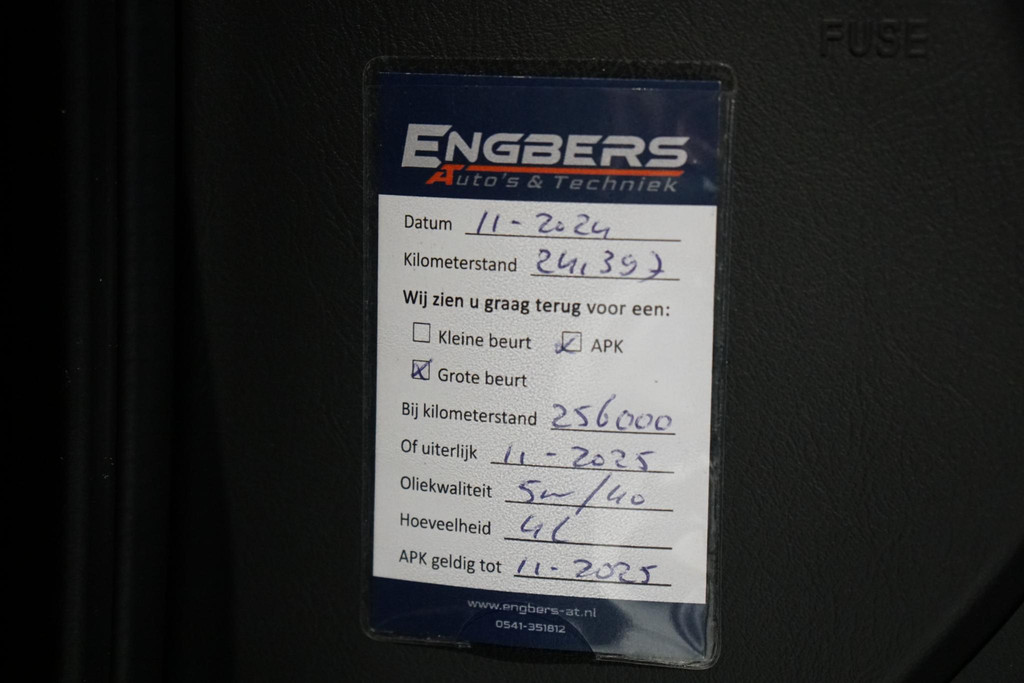 FUSE
ENGBERS
Auto's & Techniek
Datum 11-2024
Kilometerstand 24,397
Wij zien u graag terug voor een:
Kleine beurt APK
Grote beurt
Bij kilometerstand 256000
Of uiterlijk 11-2025
Oliekwaliteit 5w/40
Hoeveelheid 4L
APK geldig tot 11-2025
www.engbers-at.nl
0541-351812